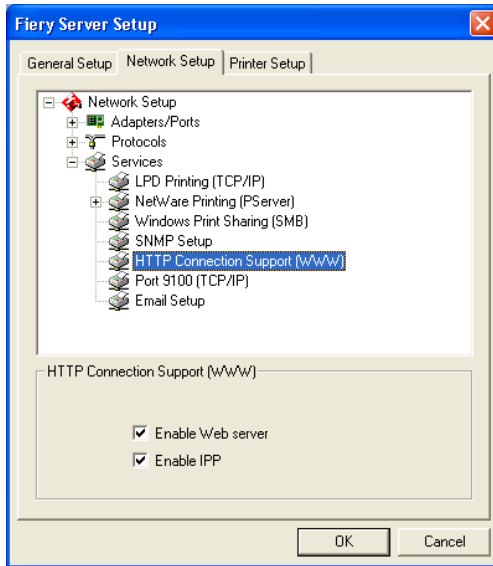 Fiery Server Setup
General Setup Network Setup Printer Setup
Network Setup
Adapters/Ports
Protocols
Services
LPD Printing (TCP/IP)
NetWare Printing (PServer)
Windows Print Sharing (SMB)
SNMP Setup
HTTP Connection Support (WWW)
Port 9100 (TCP/IP)
Email Setup
HTTP Connection Support (WWW)
Enable Web server
Enable IPP
OK Cancel